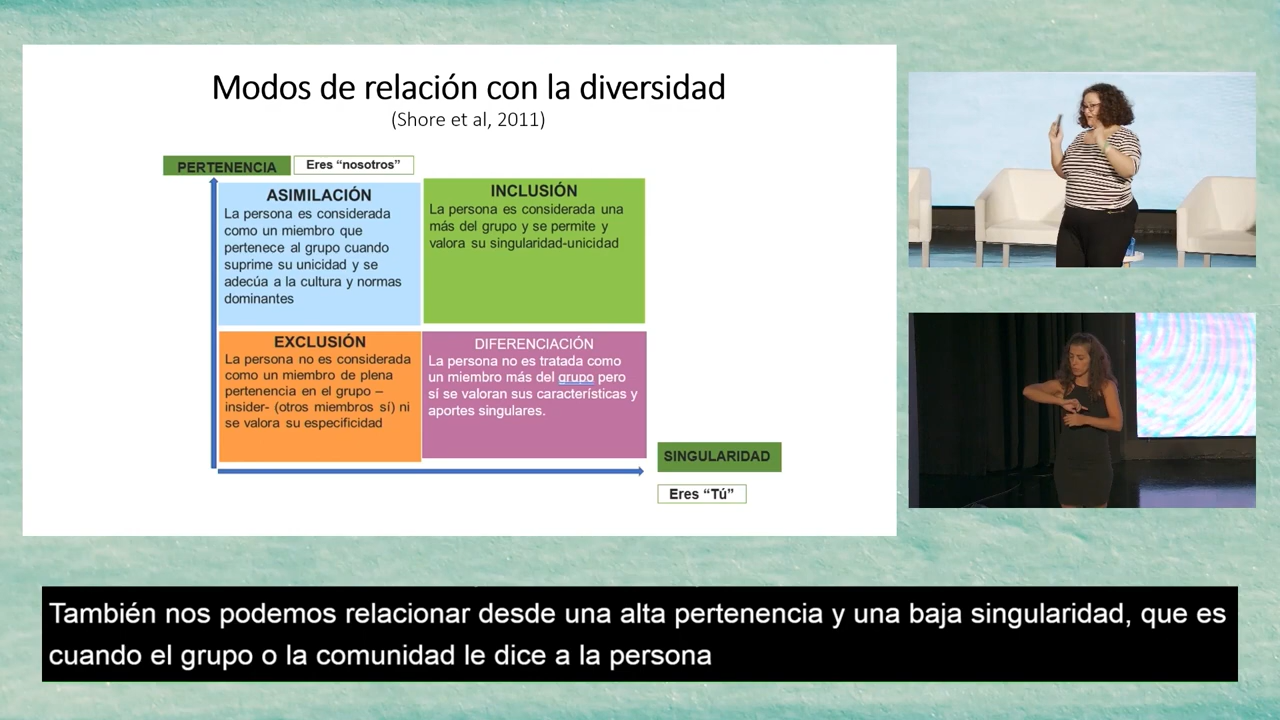 Modos de relación con la diversidad
(Shore et al, 2011)
PERTENENCIA
Eres “nosotros”
ASIMILACIÓN
La persona es considerada
como un miembro que
pertenece al grupo cuando
suprime su unicidad y se
adecúa a la cultura y normas
dominantes
INCLUSIÓN
La persona es considerada una
más del grupo y se permite y
valora su singularidad-unicidad
EXCLUSIÓN
La persona no es considerada
como un miembro de plena
pertenencia en el grupo –
insider- (otros miembros sí) ni
se valora su especificidad
DIFERENCIACIÓN
La persona no es tratada como
un miembro más del grupo pero
sí se valoran sus características y
aportes singulares.
SINGULARIDAD
Eres “Tú”
También nos podemos relacionar desde una alta pertenencia y una baja singularidad, que es
cuando el grupo o la comunidad le dice a la persona